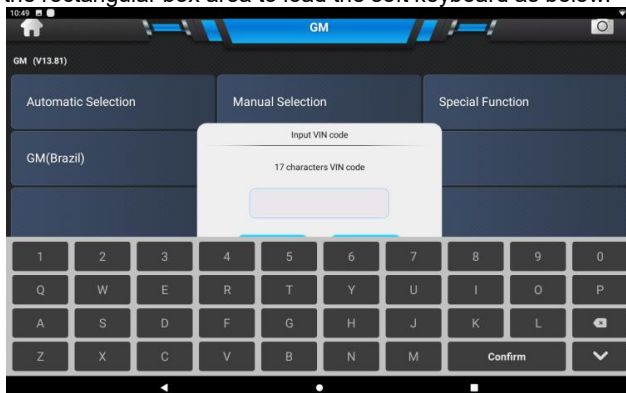 the rectangular box area to load the soft keyboard as below.
10:49
GM
GM (V13.81)
Automatic Selection Manual Selection Special Function
Input VIN code
GM(Brazil)
17 characters VIN code
1 2 3 4 5 6 7 8 9 0
Q W E R T Y U I O P
A S D F G H J K L
Z X C V B N M Confirm